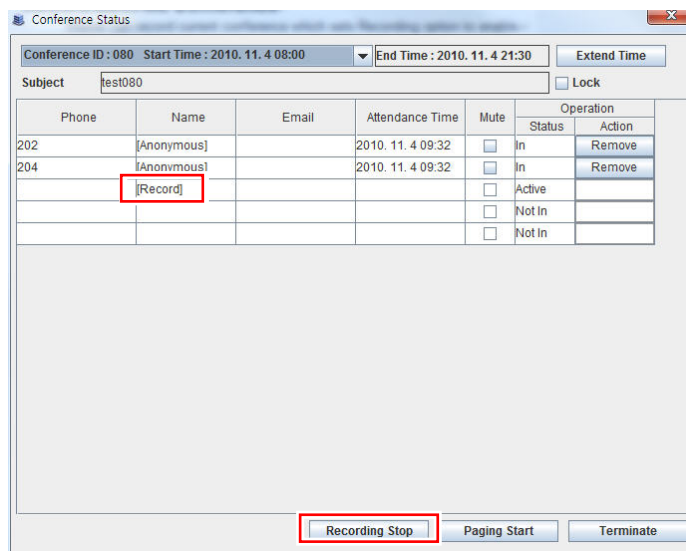 Conference Status
Conference ID : 080 Start Time : 2010. 11. 4 08:00 End Time : 2010. 11. 4 21:30 Extend Time
Subject test080 Lock
Phone Name Email Attendance Time Mute Operation
Status Action
202 [Anonymous] 2010. 11. 4 09:32 In Remove
204 [Anonymous] 2010. 11. 4 09:32 In Remove
[Record] Active
Not In
Not In
Recording Stop Paging Start Terminate